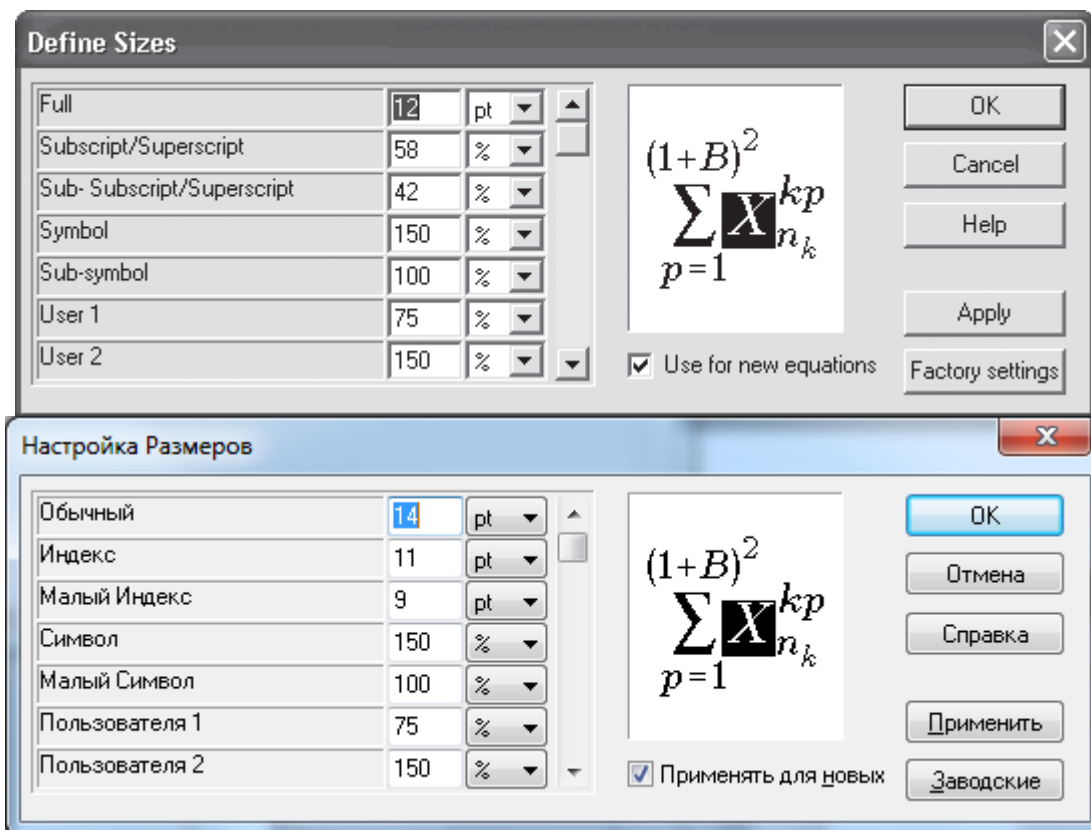 Define Sizes
Full 12 pt
Subscript/Superscript 58 %
Sub- Subscript/Superscript 42 %
Symbol 150 %
Sub-symbol 100 %
User 1 75 %
User 2 150 %
(1+B)²
∑ X kp
n k
p=1
Use for new equations
OK
Cancel
Help
Apply
Factory settings
Настройка Размеров
Обычный 14 pt
Индекс 11 pt
Малый Индекс 9 pt
Символ 150 %
Малый Символ 100 %
Пользователя 1 75 %
Пользователя 2 150 %
(1+B)²
∑ X kp
n k
p=1
Применять для новых
OK
Отмена
Справка
Применить
Заводские